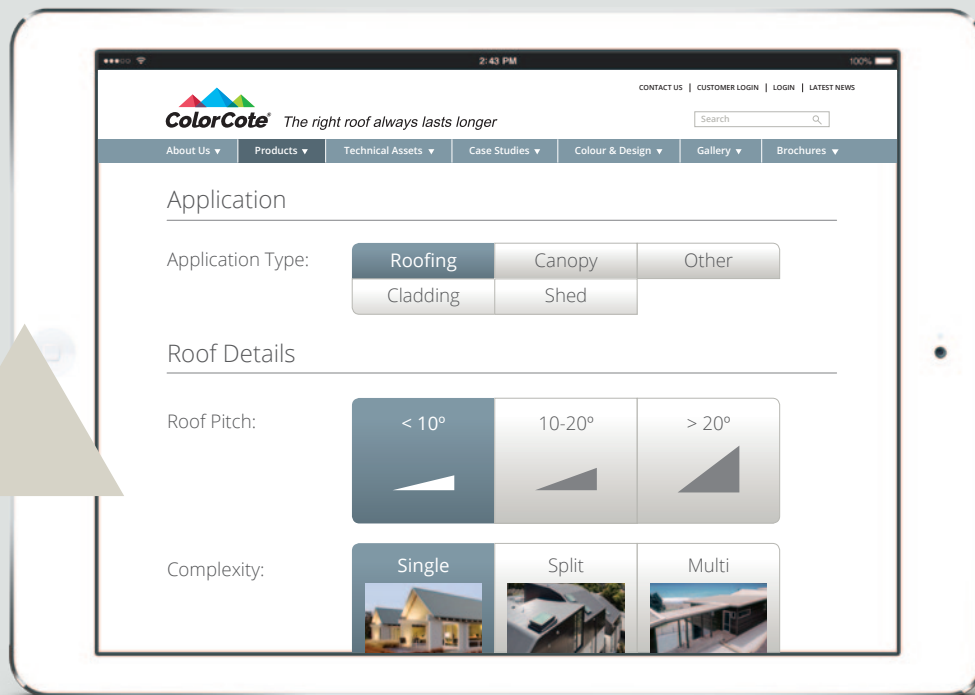 2:43 PM
100%
CONTACT US | CUSTOMER LOGIN | LOGIN | LATEST NEWS
ColorCote® The right roof always lasts longer
Search
About Us ▼ Products ▼ Technical Assets ▼ Case Studies ▼ Colour & Design ▼ Gallery ▼ Brochures ▼
Application
Application Type: Roofing Canopy Other
Cladding Shed
Roof Details
Roof Pitch: < 10º 10-20º > 20º
Complexity: Single Split Multi